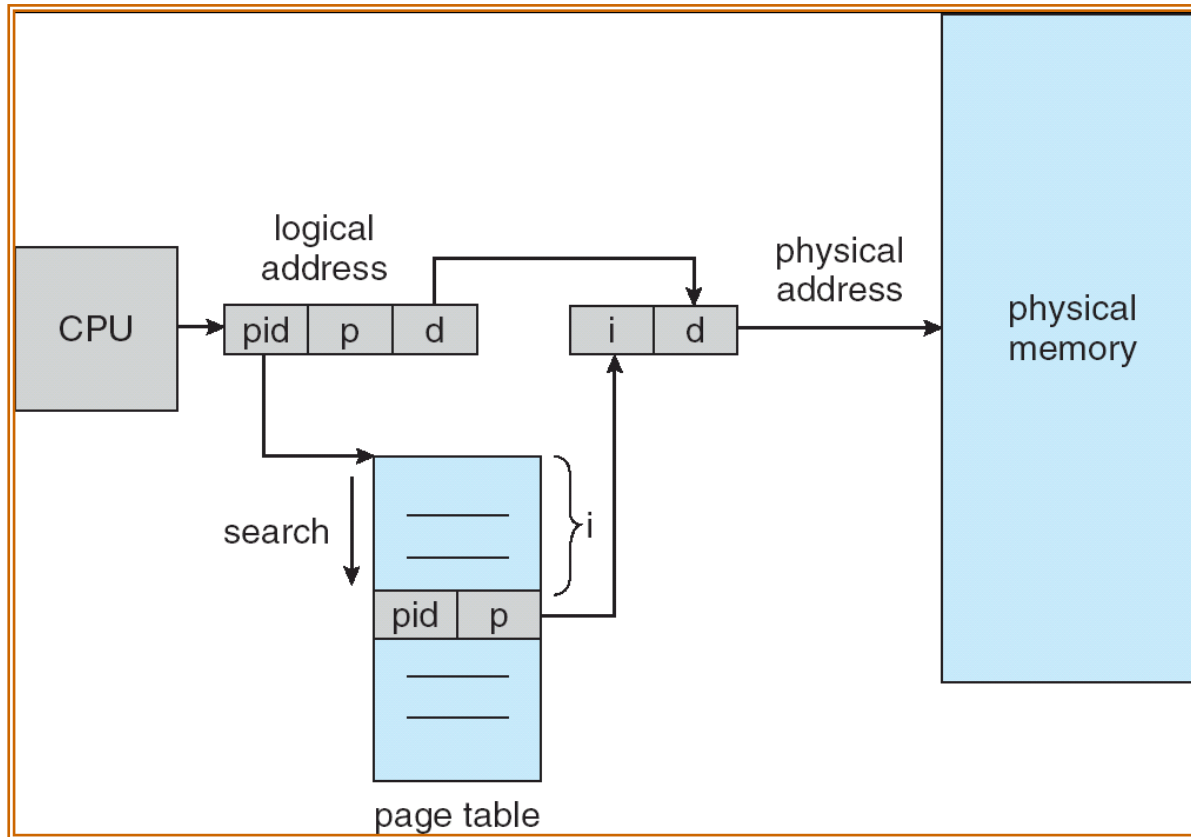 logical
address
physical
address
CPU
pid p d
i d
physical
memory
search
i
pid p
page table